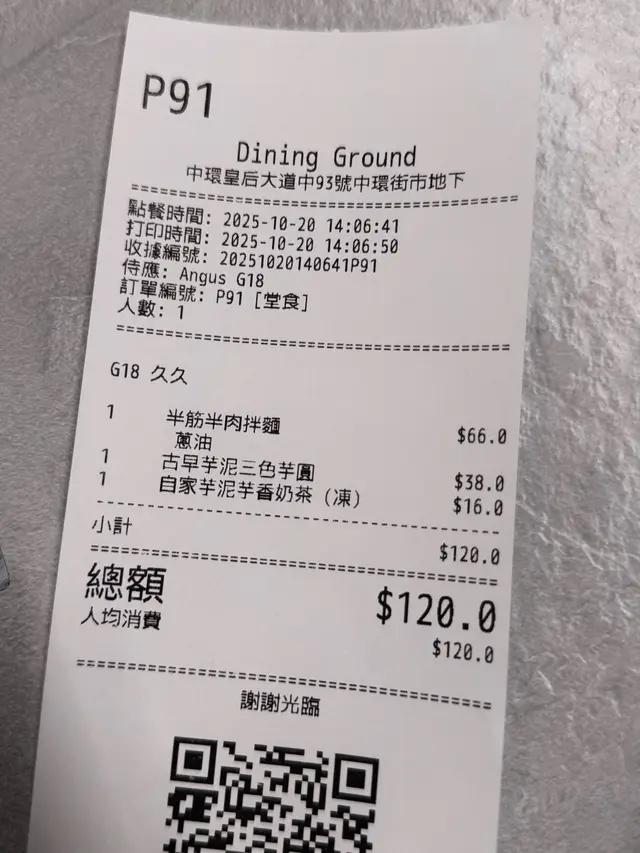 P91
Dining Ground
中環皇后大道中93號中環街市地下
點餐時間: 2025-10-20 14:06:41
打印時間: 2025-10-20 14:06:50
收據編號: 20251020140641P91
侍應: Angus G18
訂單編號: P91 [堂食]
人數: 1
G18 久久
1 半筋半肉拌麵 $66.0
蔥油
1 古早芋泥三色芋圓 $38.0
1 自家芋泥芋香奶茶（凍） $16.0
小計 $120.0
總額 $120.0
人均消費 $120.0
謝謝光臨